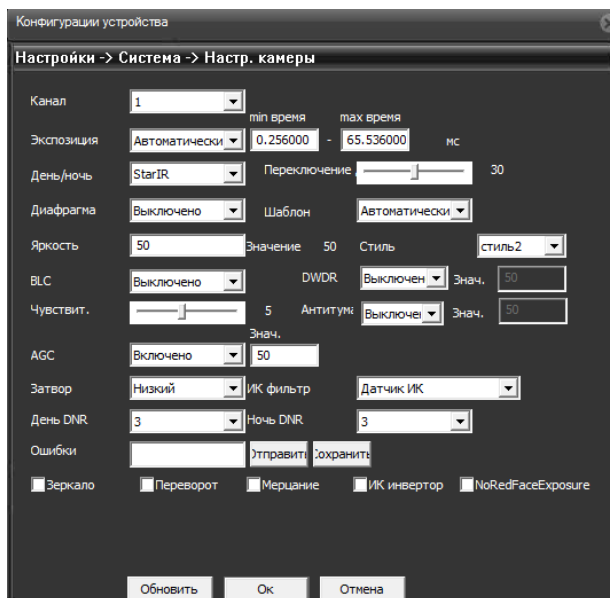 Конфигурации устройства
Настройки -> Система -> Настр. камеры
Канал 1
min время max время
Экспозиция Автоматически 0.256000 - 65.536000 мс
День/ночь StarIR Переключение 30
Диафрагма Выключено Шаблон Автоматически
Яркость 50 Значение 50 Стиль стиль2
BLC Выключено DWDR Выключен Знач. 50
Чувствит. 5 Антитума Выключен Знач. 50
Знач.
AGC Включено 50
Затвор Низкий ИК фильтр Датчик ИК
День DNR 3 Ночь DNR 3
Ошибки Отправить Сохранить
Зеркало Переворот Мерцание ИК инвертор NoRedFaceExposure
Обновить Ок Отмена